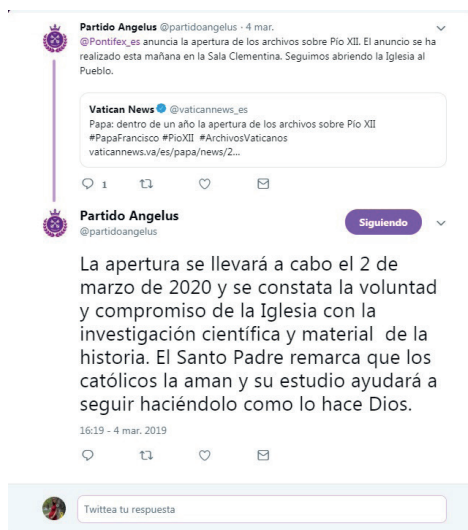 Partido Angelus @partidoangelus · 4 mar.
@Pontifex_es anuncia la apertura de los archivos sobre Pío XII. El anuncio se ha
realizado esta mañana en la Sala Clementina. Seguimos abriendo la Iglesia al
Pueblo.
Vatican News @vaticannews_es
Papa: dentro de un año la apertura de los archivos sobre Pío XII
#PapaFrancisco #PioXII #ArchivosVaticanos
vaticannews.va/es/papa/news/2...
1
Partido Angelus
@partidoangelus
Siguiendo
La apertura se llevará a cabo el 2 de
marzo de 2020 y se constata la voluntad
y compromiso de la Iglesia con la
investigación científica y material de la
historia. El Santo Padre remarca que los
católicos la aman y su estudio ayudará a
seguir haciéndolo como lo hace Dios.
16:19 - 4 mar. 2019
Twittea tu respuesta